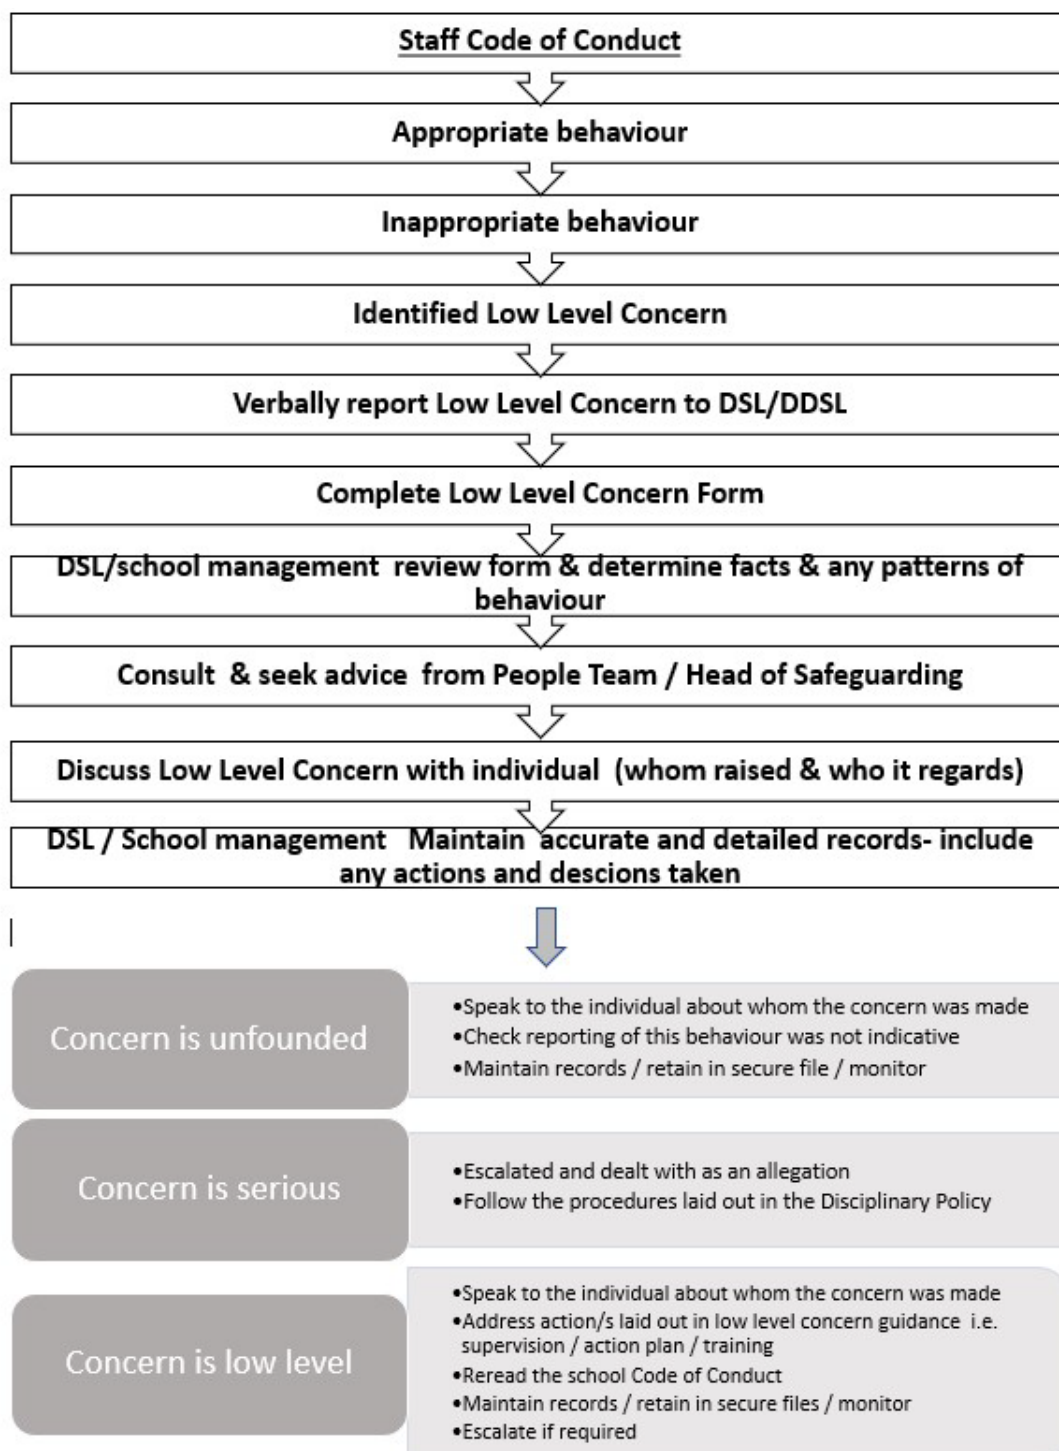 Staff Code of Conduct
Appropriate behaviour
Inappropriate behaviour
Identified Low Level Concern
Verbally report Low Level Concern to DSL/DDSL
Complete Low Level Concern Form
DSL/school management review form & determine facts & any patterns of
behaviour
Consult & seek advice from People Team / Head of Safeguarding
Discuss Low Level Concern with individual (whom raised & who it regards)
DSL / School management Maintain accurate and detailed records- include
any actions and descions taken
Concern is unfounded
•Speak to the individual about whom the concern was made
•Check reporting of this behaviour was not indicative
•Maintain records / retain in secure file / monitor
Concern is serious
•Escalated and dealt with as an allegation
•Follow the procedures laid out in the Disciplinary Policy
Concern is low level
•Speak to the individual about whom the concern was made
•Address action/s laid out in low level concern guidance i.e.
supervision / action plan / training
•Reread the school Code of Conduct
•Maintain records / retain in secure files / monitor
•Escalate if required